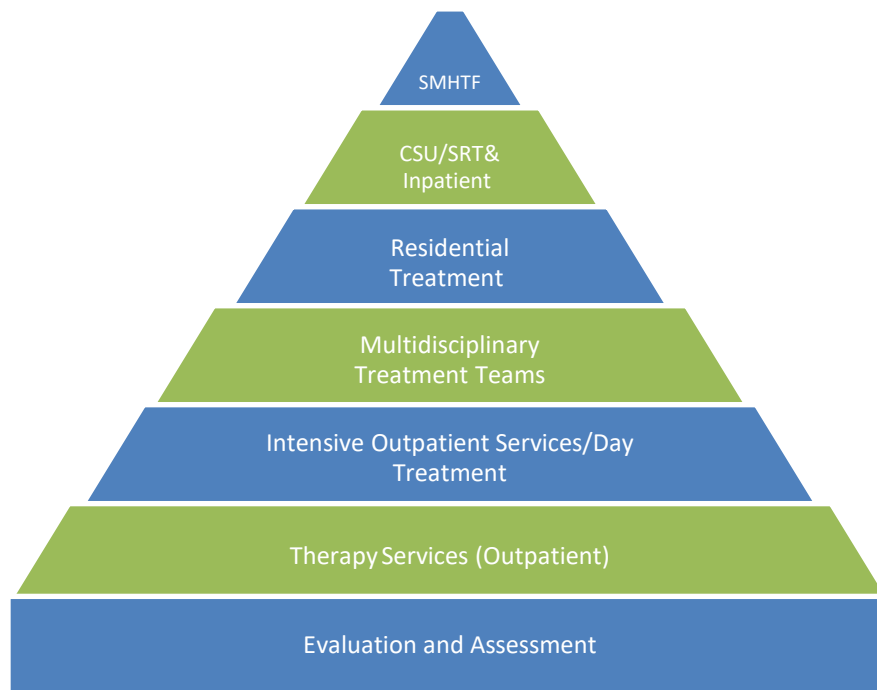 SMHTF
CSU/SRT&
Inpatient
Residential
Treatment
Multidisciplinary
Treatment Teams
Intensive Outpatient Services/Day
Treatment
Therapy Services (Outpatient)
Evaluation and Assessment